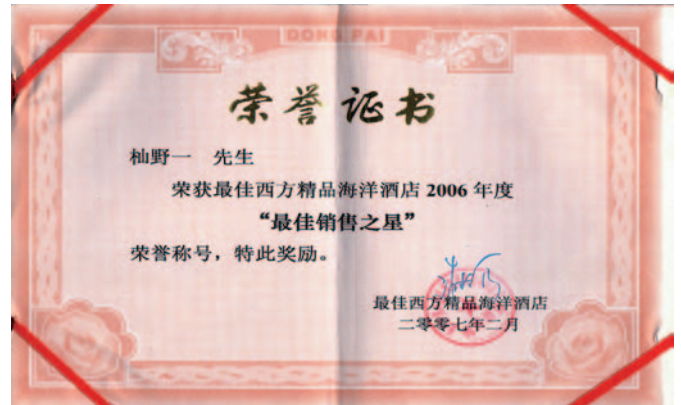 DONG PAI
荣誉证书
杣野一 先生
荣获最佳西方精品海洋酒店 2006 年度
“最佳销售之星”
荣誉称号，特此奖励。
最佳西方精品海洋酒店
二零零七年二月